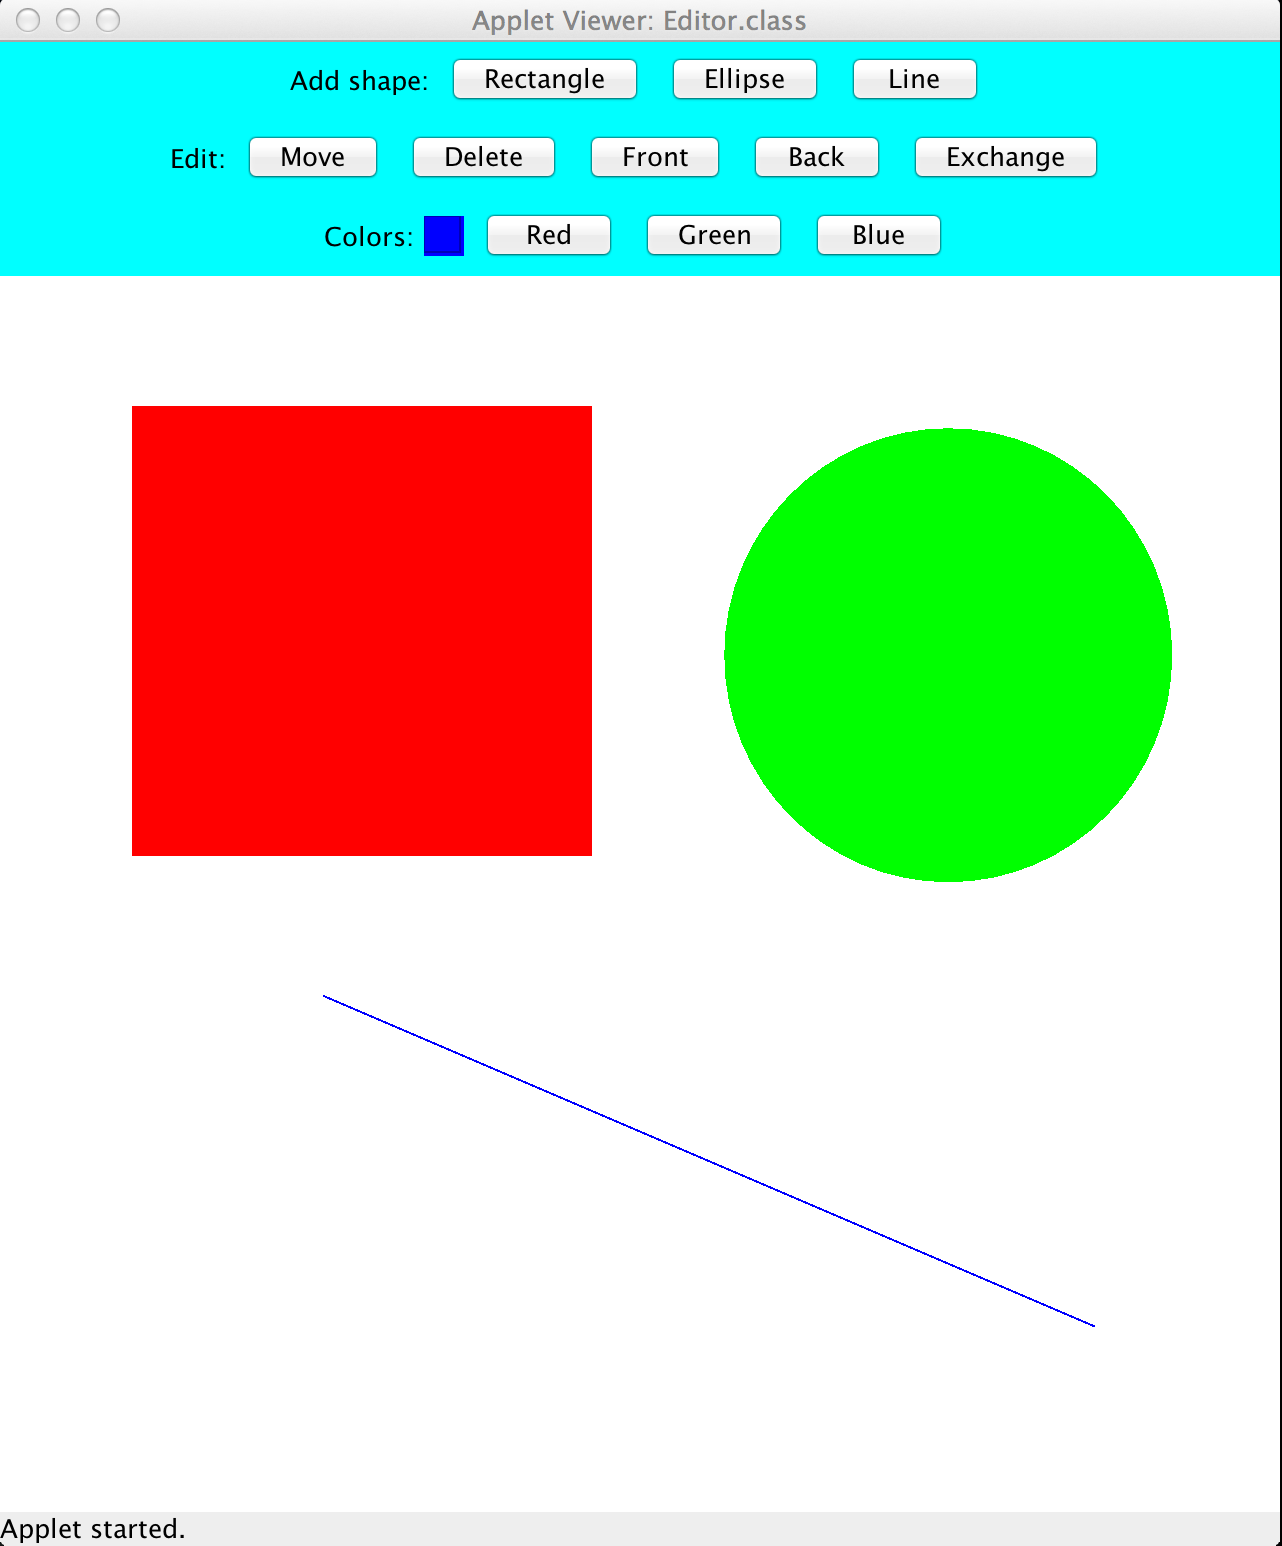 Applet Viewer: Editor.class
Add shape: Rectangle Ellipse Line
Edit: Move Delete Front Back Exchange
Colors: Red Green Blue
Applet started.